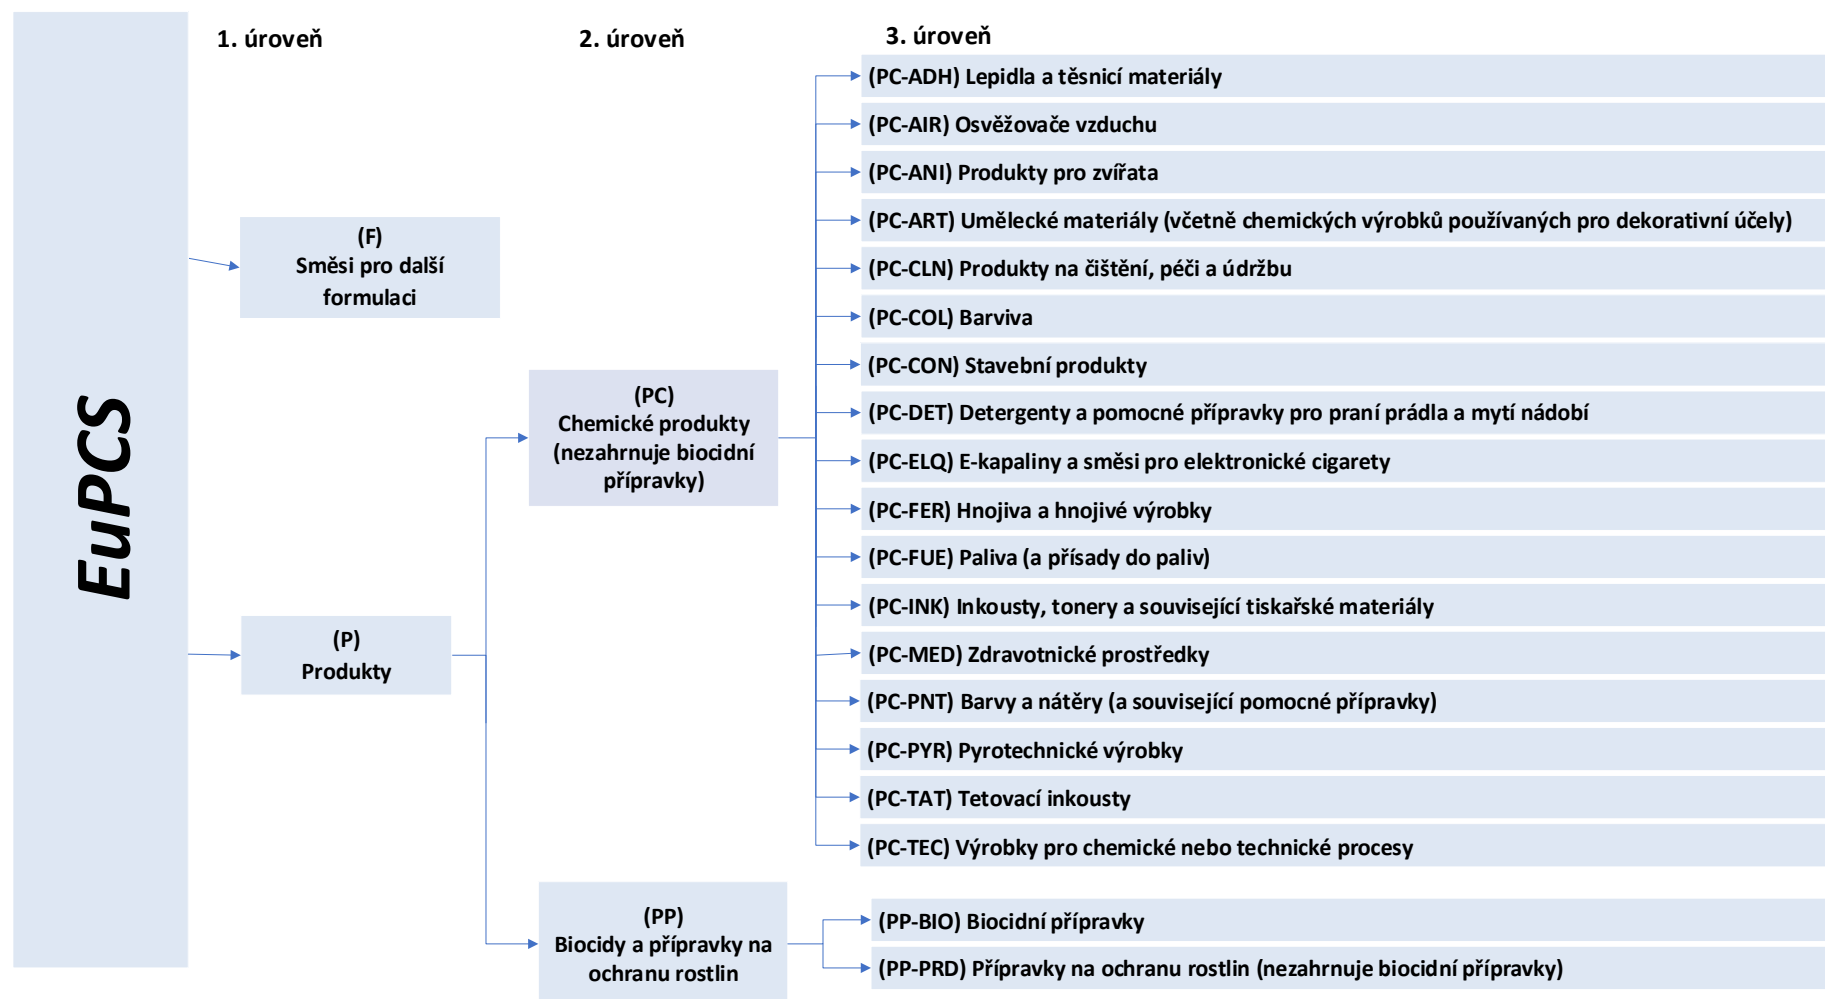 EuPCS
1. úroveň
2. úroveň
3. úroveň
(F)
Směsi pro další
formulaci
(P)
Produkty
(PC)
Chemické produkty
(nezahrnuje biocidní
přípravky)
(PP)
Biocidy a přípravky na
ochranu rostlin
(PC-ADH) Lepidla a těsnicí materiály
(PC-AIR) Osvěžovače vzduchu
(PC-ANI) Produkty pro zvířata
(PC-ART) Umělecké materiály (včetně chemických výrobků používaných pro dekorativní účely)
(PC-CLN) Produkty na čištění, péči a údržbu
(PC-COL) Barviva
(PC-CON) Stavební produkty
(PC-DET) Detergenty a pomocné přípravky pro praní prádla a mytí nádobí
(PC-ELQ) E-kapaliny a směsi pro elektronické cigarety
(PC-FER) Hnojiva a hnojivé výrobky
(PC-FUE) Paliva (a přísady do paliv)
(PC-INK) Inkousty, tonery a související tiskařské materiály
(PC-MED) Zdravotnické prostředky
(PC-PNT) Barvy a nátěry (a související pomocné přípravky)
(PC-PYR) Pyrotechnické výrobky
(PC-TAT) Tetovací inkousty
(PC-TEC) Výrobky pro chemické nebo technické procesy
(PP-BIO) Biocidní přípravky
(PP-PRD) Přípravky na ochranu rostlin (nezahrnuje biocidní přípravky)